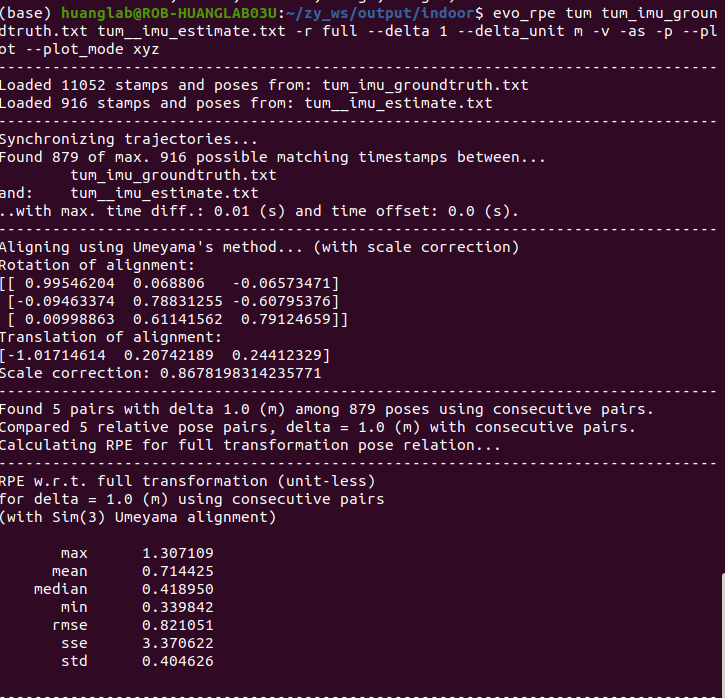 (base) huanglab@ROB-HUANGLAB03U:~/zy_ws/output/indoor$ evo_rpe tum tum_imu_groun
dtruth.txt tum__imu_estimate.txt -r full --delta 1 --delta_unit m -v -as -p --pl
ot --plot_mode xyz
--------------------------------------------------------------------------------
Loaded 11052 stamps and poses from: tum_imu_groundtruth.txt
Loaded 916 stamps and poses from: tum__imu_estimate.txt
--------------------------------------------------------------------------------
Synchronizing trajectories...
Found 879 of max. 916 possible matching timestamps between...
        tum_imu_groundtruth.txt
and:    tum__imu_estimate.txt
..with max. time diff.: 0.01 (s) and time offset: 0.0 (s).
--------------------------------------------------------------------------------
Aligning using Umeyama's method... (with scale correction)
Rotation of alignment:
[[ 0.99546204  0.068806   -0.06573471]
 [-0.09463374  0.78831255 -0.60795376]
 [ 0.00998863  0.61141562  0.79124659]]
Translation of alignment:
[-1.01714614  0.20742189  0.24412329]
Scale correction: 0.8678198314235771
--------------------------------------------------------------------------------
Found 5 pairs with delta 1.0 (m) among 879 poses using consecutive pairs.
Compared 5 relative pose pairs, delta = 1.0 (m) with consecutive pairs.
Calculating RPE for full transformation pose relation...
--------------------------------------------------------------------------------
RPE w.r.t. full transformation (unit-less)
for delta = 1.0 (m) using consecutive pairs
(with Sim(3) Umeyama alignment)
max 1.307109
mean 0.714425
median 0.418950
min 0.339842
rmse 0.821051
sse 3.370622
std 0.404626
--------------------------------------------------------------------------------